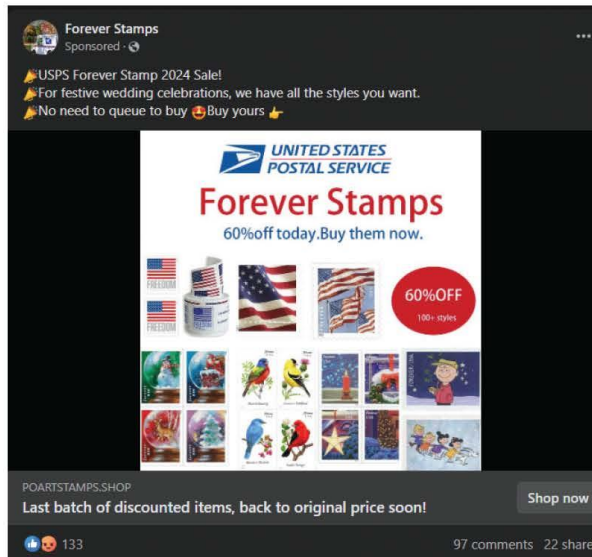 Forever Stamps
Sponsored ·
🎉USPS Forever Stamp 2024 Sale!
🎉For festive wedding celebrations, we have all the styles you want.
🎉No need to queue to buy 🤩Buy yours 👉
UNITED STATES
POSTAL SERVICE
Forever Stamps
60%off today.Buy them now.
FREEDOM
FREEDOM
60%OFF
100+ styles
POARTSTAMPS.SHOP
Last batch of discounted items, back to original price soon!
Shop now
133
97 comments 22 share